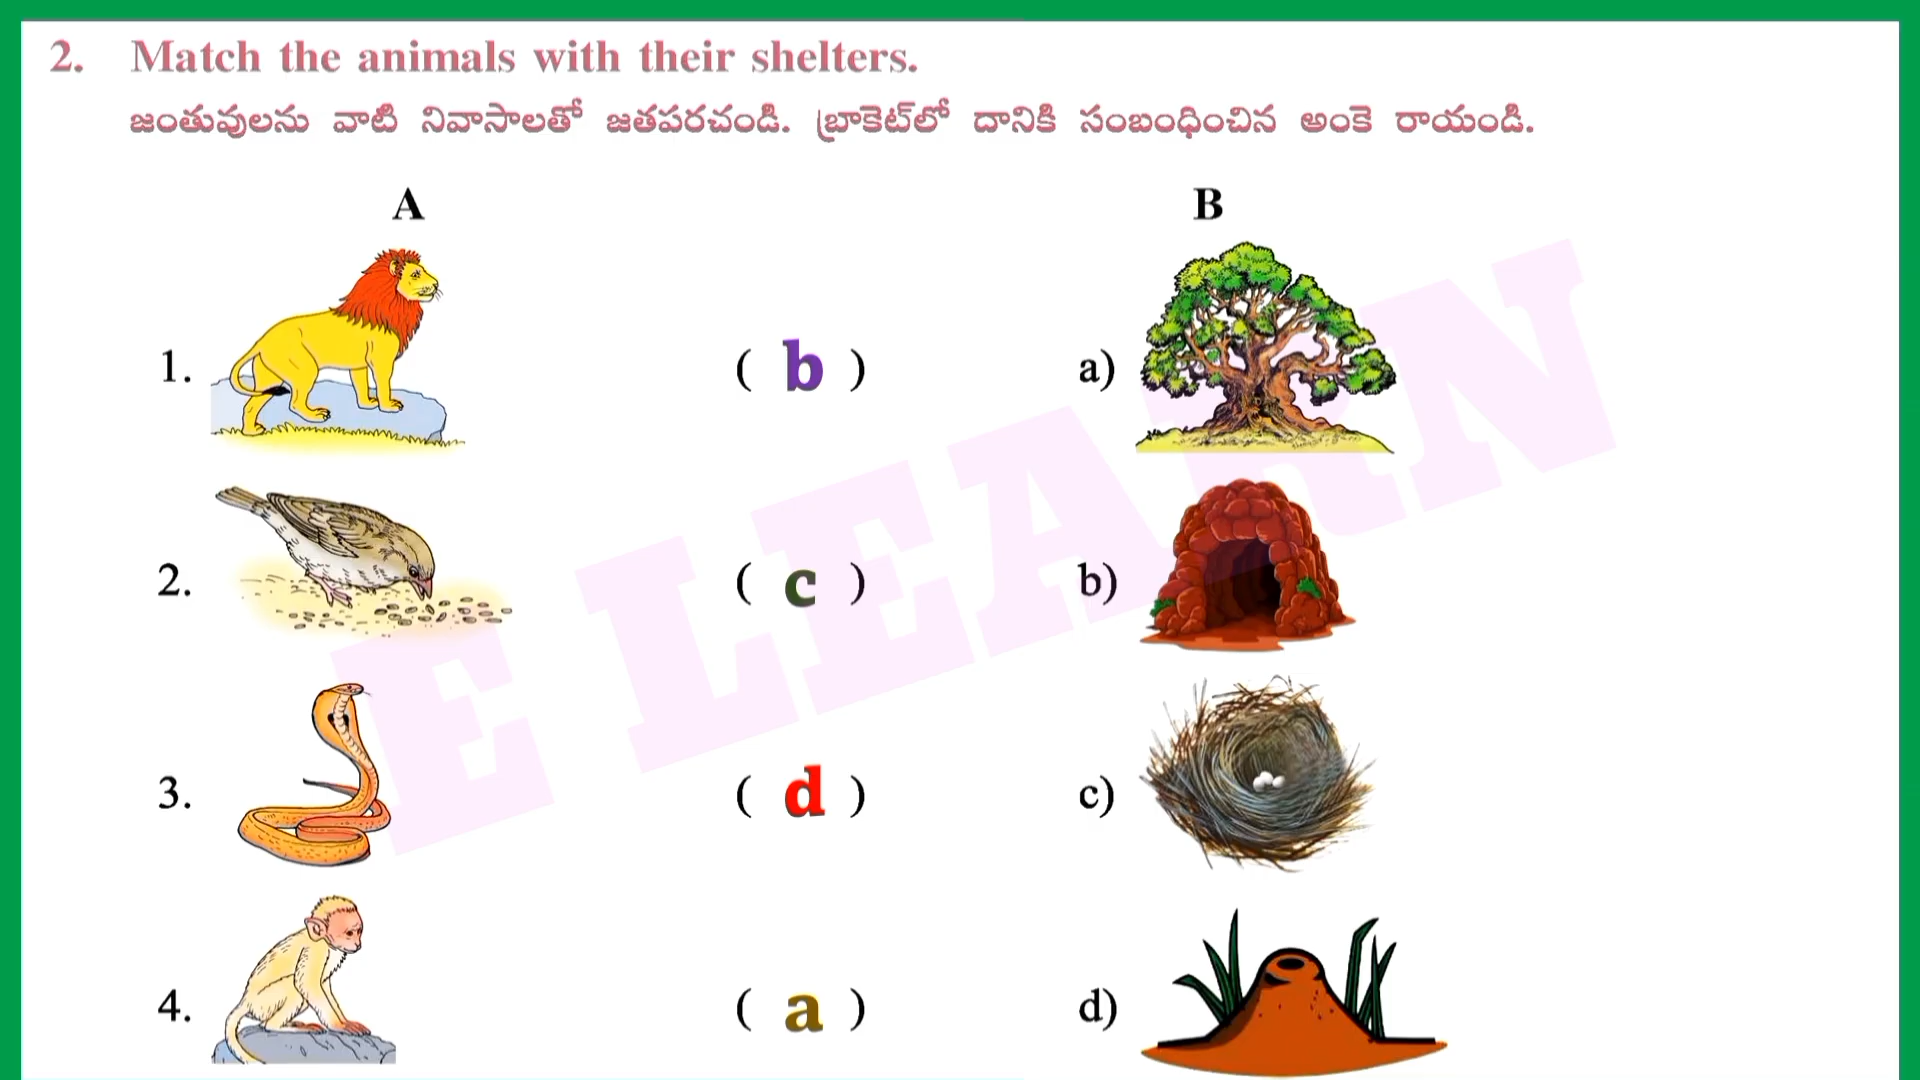 2. Match the animals with their shelters.
జంతువులను వాటి నివాసాలతో జతపరచండి. బ్రాకెట్‌లో దానికి సంబంధించిన అంకె రాయండి.
A B
1. ( b ) a)
2. ( c ) b)
3. ( d ) c)
4. ( a ) d)
E LEARN